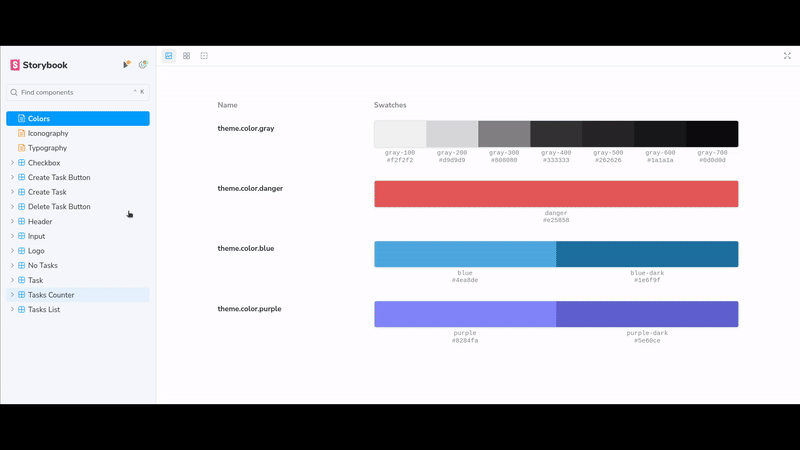 Storybook
Find components
⌃ K
Colors
Iconography
Typography
Checkbox
Create Task Button
Create Task
Delete Task Button
Header
Input
Logo
No Tasks
Task
Tasks Counter
Tasks List
Name
Swatches
theme.color.gray
gray-100 gray-200 gray-300 gray-400 gray-500 gray-600 gray-700
#f2f2f2 #d9d9d9 #808080 #333333 #262626 #1a1a1a #0d0d0d
theme.color.danger
danger
#e25858
theme.color.blue
blue blue-dark
#4ea8de #1e6f9f
theme.color.purple
purple purple-dark
#8284fa #5e60ce